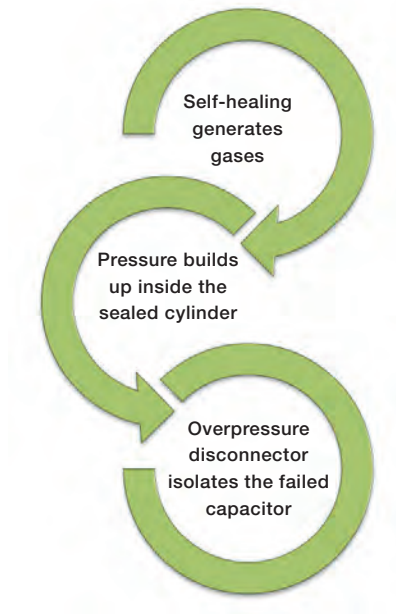 Self-healing
generates
gases
Pressure builds
up inside the
sealed cylinder
Overpressure
disconnector
isolates the failed
capacitor